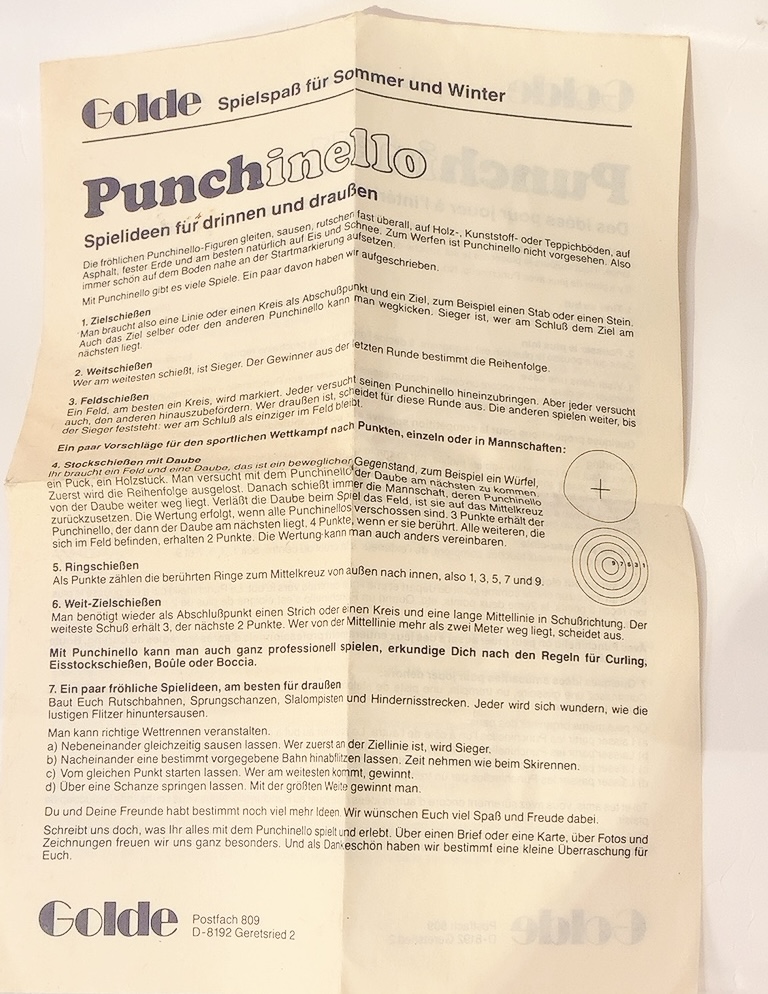 Golde Spielspaß für Sommer und Winter
Punchinello
Spielideen für drinnen und draußen
Die fröhlichen Punchinello-Figuren gleiten, sausen, rutschen fast überall, auf Holz-, Kunststoff- oder Teppichböden, auf
Asphalt, fester Erde und am besten natürlich auf Eis und Schnee. Zum Werfen ist Punchinello nicht vorgesehen. Also
immer schön auf dem Boden nahe an der Startmarkierung aufsetzen.
Mit Punchinello gibt es viele Spiele. Ein paar davon haben wir aufgeschrieben.
1. Zielschießen
Man braucht also eine Linie oder einen Kreis als Abschußpunkt und ein Ziel, zum Beispiel einen Stab oder einen Stein.
Auch das Ziel selber oder den anderen Punchinello kann man wegkicken. Sieger ist, wer am Schluß dem Ziel am
nächsten liegt.
2. Weitschießen
Wer am weitesten schießt, ist Sieger. Der Gewinner aus der letzten Runde bestimmt die Reihenfolge.
3. Feldschießen
Ein Feld, am besten ein Kreis, wird markiert. Jeder versucht seinen Punchinello hineinzubringen. Aber jeder versucht
auch, den anderen hinauszubefördern. Wer draußen ist, scheidet für diese Runde aus. Die anderen spielen weiter, bis
der Sieger feststeht: wer am Schluß als einziger im Feld bleibt.
Ein paar Vorschläge für den sportlichen Wettkampf nach Punkten, einzeln oder in Mannschaften:
4. Stockschießen mit Daube
Ihr braucht ein Feld und eine Daube, das ist ein beweglicher Gegenstand, zum Beispiel ein Würfel,
ein Puck, ein Holzstück. Man versucht mit dem Punchinello der Daube am nächsten zu kommen.
Zuerst wird die Reihenfolge ausgelost. Danach schießt immer die Mannschaft, deren Punchinello
von der Daube weiter weg liegt. Verläßt die Daube beim Spiel das Feld, ist sie auf das Mittelkreuz
zurückzusetzen. Die Wertung erfolgt, wenn alle Punchinellos verschossen sind. 3 Punkte erhält der
Punchinello, der dann der Daube am nächsten liegt, 4 Punkte, wenn er sie berührt. Alle weiteren, die
sich im Feld befinden, erhalten 2 Punkte. Die Wertung kann man auch anders vereinbaren.
9 7 5 3 1
5. Ringschießen
Als Punkte zählen die berührten Ringe zum Mittelkreuz von außen nach innen, also 1, 3, 5, 7 und 9.
6. Weit-Zielschießen
Man benötigt wieder als Abschlußpunkt einen Strich oder einen Kreis und eine lange Mittellinie in Schußrichtung. Der
weiteste Schuß erhält 3, der nächste 2 Punkte. Wer von der Mittellinie mehr als zwei Meter weg liegt, scheidet aus.
Mit Punchinello kann man auch ganz professionell spielen, erkundige Dich nach den Regeln für Curling,
Eisstockschießen, Boùle oder Boccia.
7. Ein paar fröhliche Spielideen, am besten für draußen
Baut Euch Rutschbahnen, Sprungschanzen, Slalompisten und Hindernisstrecken. Jeder wird sich wundern, wie die
lustigen Flitzer hinuntersausen.
Man kann richtige Wettrennen veranstalten.
a) Nebeneinander gleichzeitig sausen lassen. Wer zuerst an der Ziellinie ist, wird Sieger.
b) Nacheinander eine bestimmt vorgegebene Bahn hinabflitzen lassen. Zeit nehmen wie beim Skirennen.
c) Vom gleichen Punkt starten lassen. Wer am weitesten kommt, gewinnt.
d) Über eine Schanze springen lassen. Mit der größten Weite gewinnt man.
Du und Deine Freunde habt bestimmt noch viel mehr Ideen. Wir wünschen Euch viel Spaß und Freude dabei.
Schreibt uns doch, was Ihr alles mit dem Punchinello spielt und erlebt. Über einen Brief oder eine Karte, über Fotos und
Zeichnungen freuen wir uns ganz besonders. Und als Dankeschön haben wir bestimmt eine kleine Überraschung für
Euch.
Golde Postfach 809
D-8192 Geretsried 2